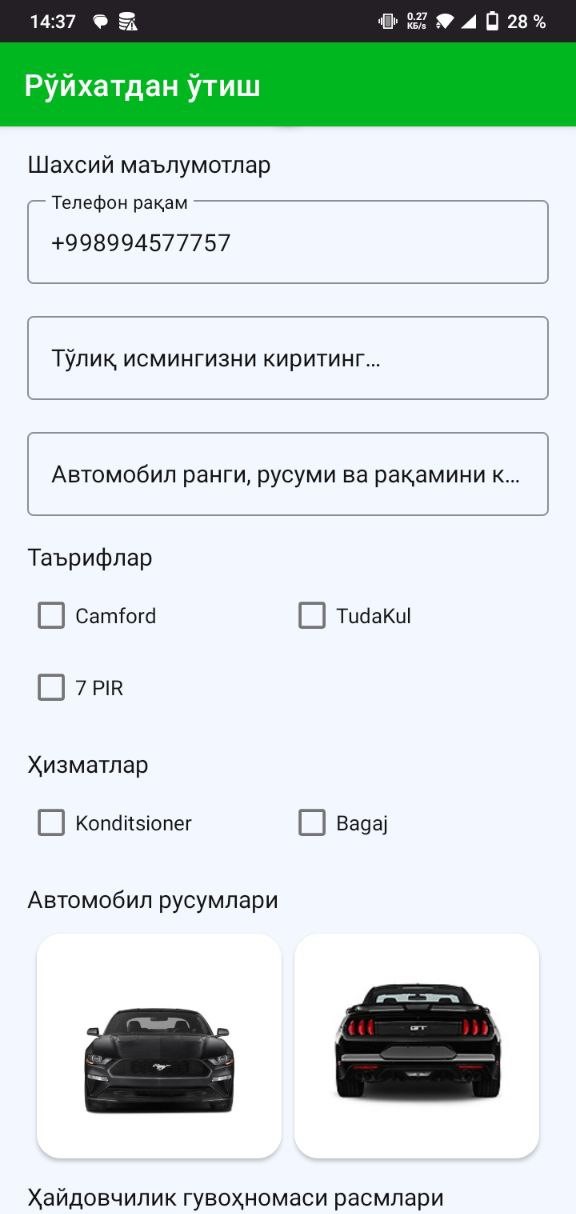 14:37 0.27 КБ/s 28 %
Рўйхатдан ўтиш
Шахсий маълумотлар
Телефон рақам
+998994577757
Тўлиқ исмингизни киритинг...
Автомобил ранги, русуми ва рақамини к...
Таърифлар
Camford TudaKul
7 PIR
Ҳизматлар
Konditsioner Bagaj
Автомобил русумлари
GT
Ҳайдовчилик гувоҳномаси расмлари